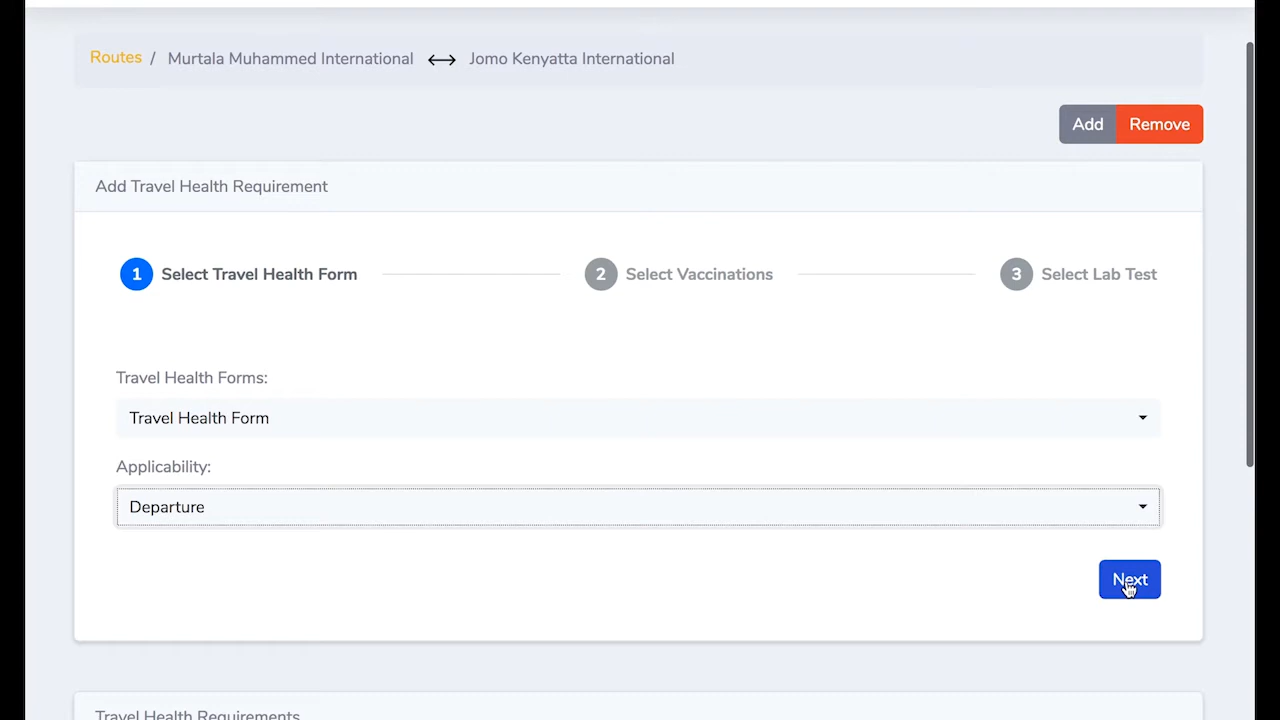 Routes / Murtala Muhammed International ⟷ Jomo Kenyatta International
Add Remove
Add Travel Health Requirement
1 Select Travel Health Form 2 Select Vaccinations 3 Select Lab Test
Travel Health Forms:
Travel Health Form
Applicability:
Departure
Next
Travel Health Requirements